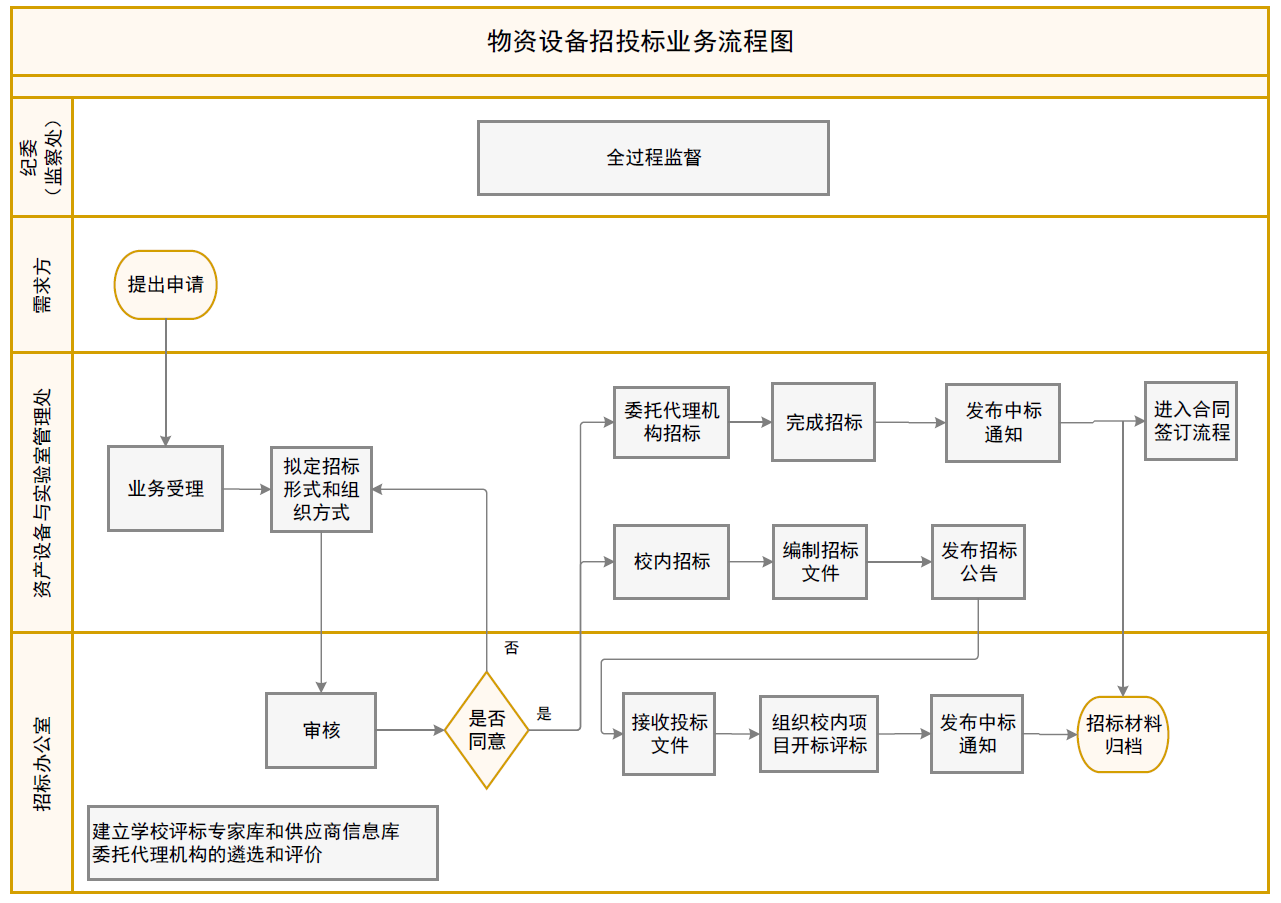 物资设备招投标业务流程图
纪委
（监察处）
全过程监督
需求方
提出申请
资产设备与实验室管理处
业务受理
拟定招标
形式和组
织方式
委托代理机
构招标
完成招标
发布中标
通知
进入合同
签订流程
校内招标
编制招标
文件
发布招标
公告
招标办公室
审核
是否
同意
否
是
接收投标
文件
组织校内项
目开标评标
发布中标
通知
招标材料
归档
建立学校评标专家库和供应商信息库
委托代理机构的遴选和评价